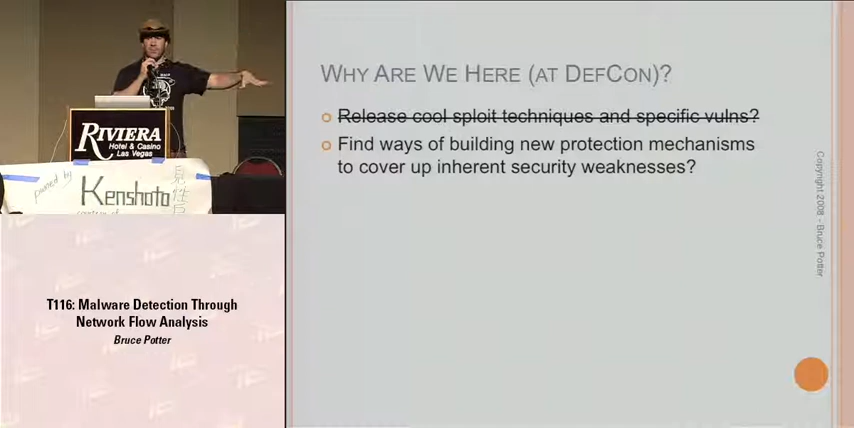 RIVIERA
Hotel & Casino
Las Vegas
powned by
Kenshoto
T116: Malware Detection Through
Network Flow Analysis
Bruce Potter
WHY ARE WE HERE (AT DEFCON)?
Release cool sploit techniques and specific vulns?
Find ways of building new protection mechanisms
to cover up inherent security weaknesses?
Copyright 2008 - Bruce Potter